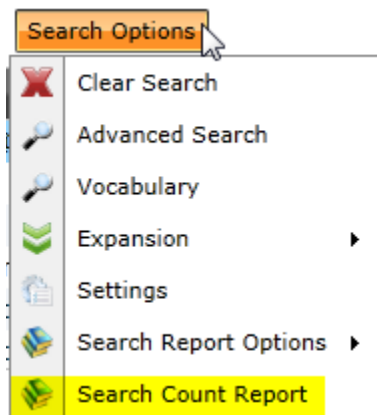 Search Options
Clear Search
Advanced Search
Vocabulary
Expansion
Settings
Search Report Options
Search Count Report